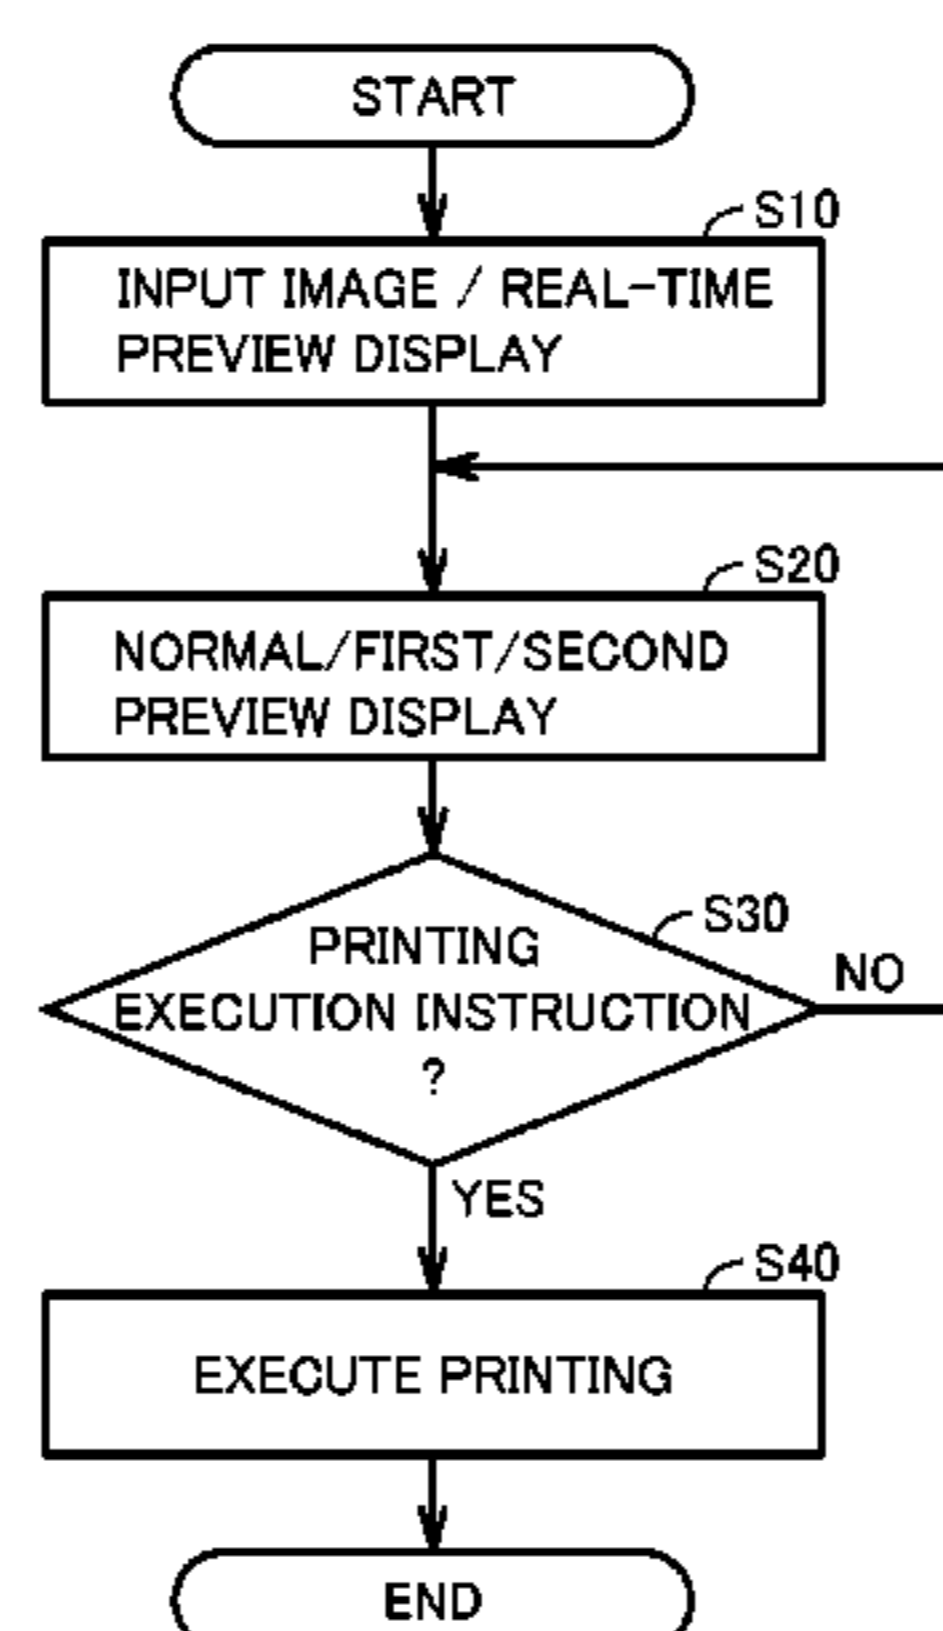 START
S10
INPUT IMAGE / REAL-TIME
PREVIEW DISPLAY
S20
NORMAL/FIRST/SECOND
PREVIEW DISPLAY
S30
PRINTING
EXECUTION INSTRUCTION
?
NO
YES
S40
EXECUTE PRINTING
END